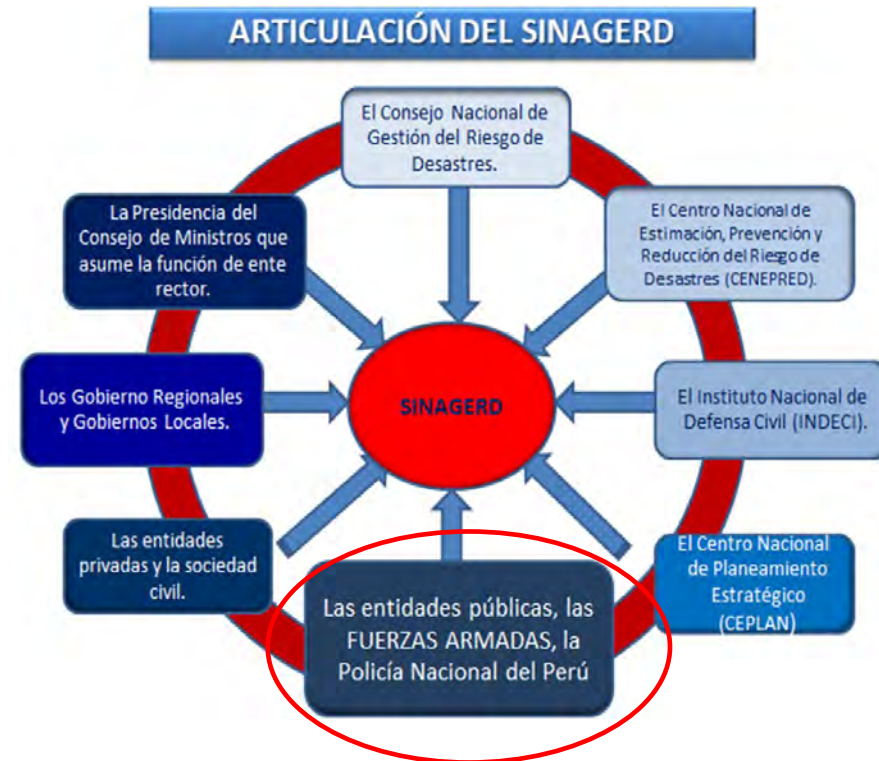 ARTICULACIÓN DEL SINAGERD
El Consejo Nacional de
Gestión del Riesgo de
Desastres.
La Presidencia del
Consejo de Ministros que
asume la función de ente
rector.
El Centro Nacional de
Estimación, Prevención y
Reducción del Riesgo de
Desastres (CENEPRED).
Los Gobierno Regionales
y Gobiernos Locales.
SINAGERD
El Instituto Nacional de
Defensa Civil (INDECI).
Las entidades
privadas y la sociedad
civil.
Las entidades públicas, las
FUERZAS ARMADAS, la
Policía Nacional del Perú
El Centro Nacional
de Planeamiento
Estratégico
(CEPLAN)